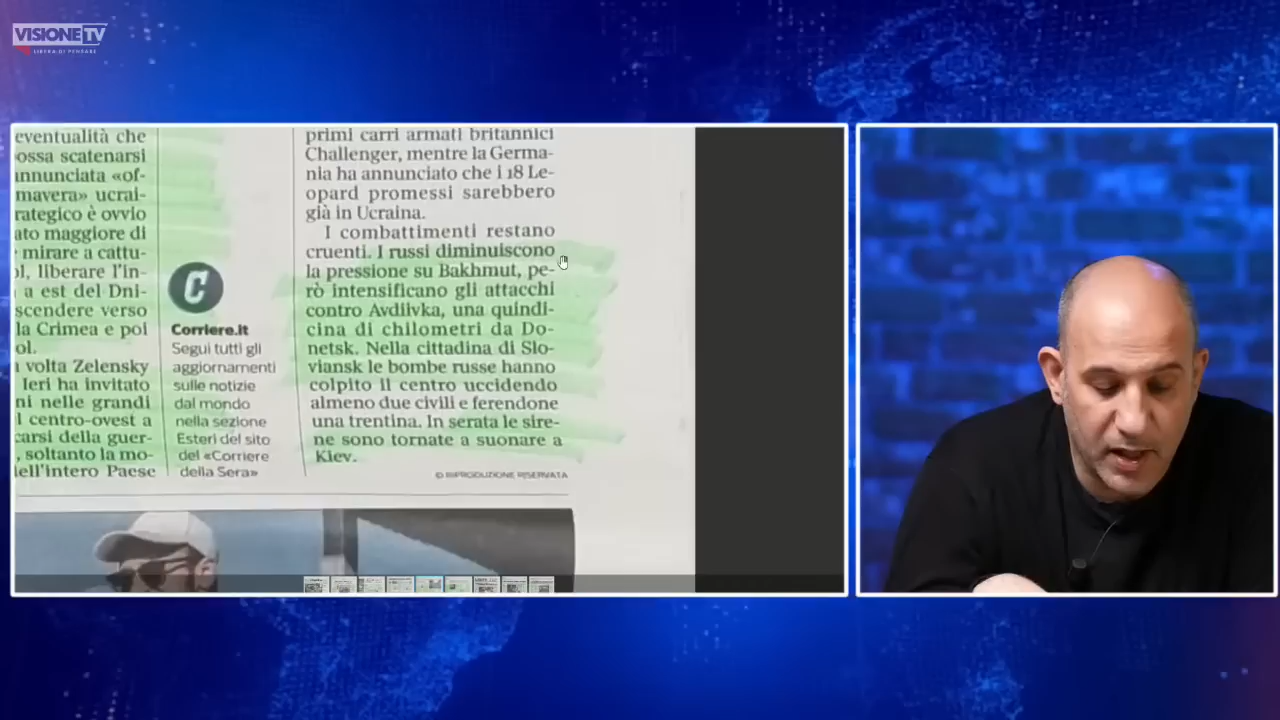 VISIONE TV
LIBERA DI PENSARE
eventualità che
ossa scatenarsi
annunciata «of-
mavera» ucrai-
rategico è ovvio
ato maggiore di
mirare a cattu-
ol, liberare l'in-
a est del Dni-
scendere verso
la Crimea e poi
ol.
a volta Zelensky
Ieri ha invitato
ni nelle grandi
l centro-ovest a
carsi della guer-
, soltanto la mo-
dell'intero Paese
C
Corriere.it
Segui tutti gli
aggiornamenti
sulle notizie
dal mondo
nella sezione
Esteri del sito
del «Corriere
della Sera»
primi carri armati britannici
Challenger, mentre la Germa-
nia ha annunciato che i 18 Le-
opard promessi sarebbero
già in Ucraina.
I combattimenti restano
cruenti. I russi diminuiscono
la pressione su Bakhmut, pe-
rò intensificano gli attacchi
contro Avdiivka, una quindi-
cina di chilometri da Do-
netsk. Nella cittadina di Slo-
viansk le bombe russe hanno
colpito il centro uccidendo
almeno due civili e ferendone
una trentina. In serata le sire-
ne sono tornate a suonare a
Kiev.
© RIPRODUZIONE RISERVATA